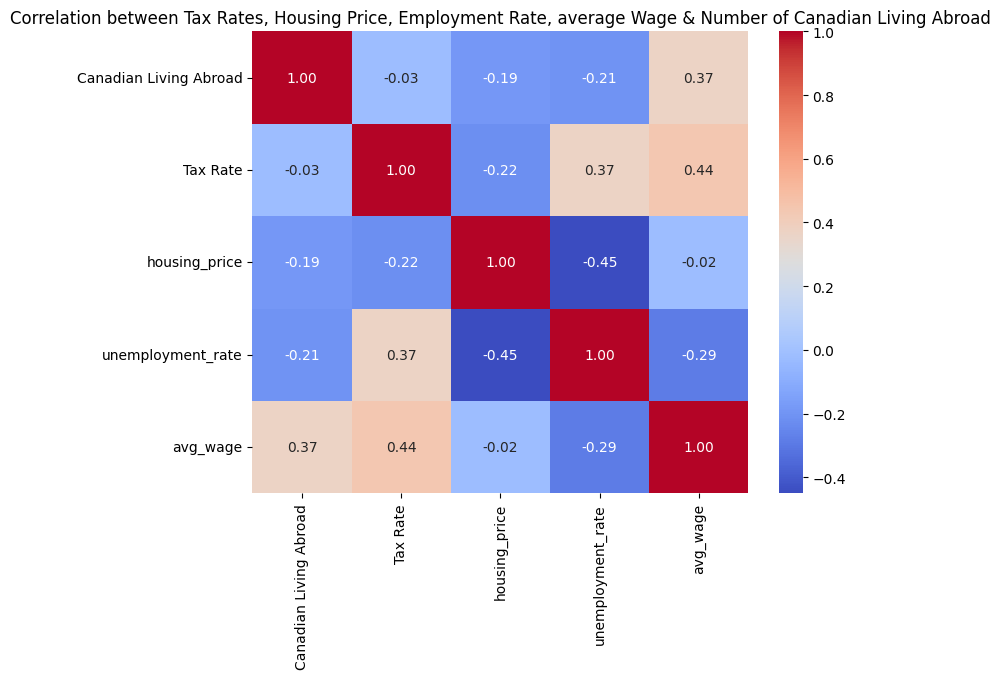 Correlation between Tax Rates, Housing Price, Employment Rate, average Wage & Number of Canadian Living Abroad
Canadian Living Abroad 1.00 -0.03 -0.19 -0.21 0.37
Tax Rate -0.03 1.00 -0.22 0.37 0.44
housing_price -0.19 -0.22 1.00 -0.45 -0.02
unemployment_rate -0.21 0.37 -0.45 1.00 -0.29
avg_wage 0.37 0.44 -0.02 -0.29 1.00
Canadian Living Abroad
Tax Rate
housing_price
unemployment_rate
avg_wage
1.0
0.8
0.6
0.4
0.2
0.0
−0.2
−0.4